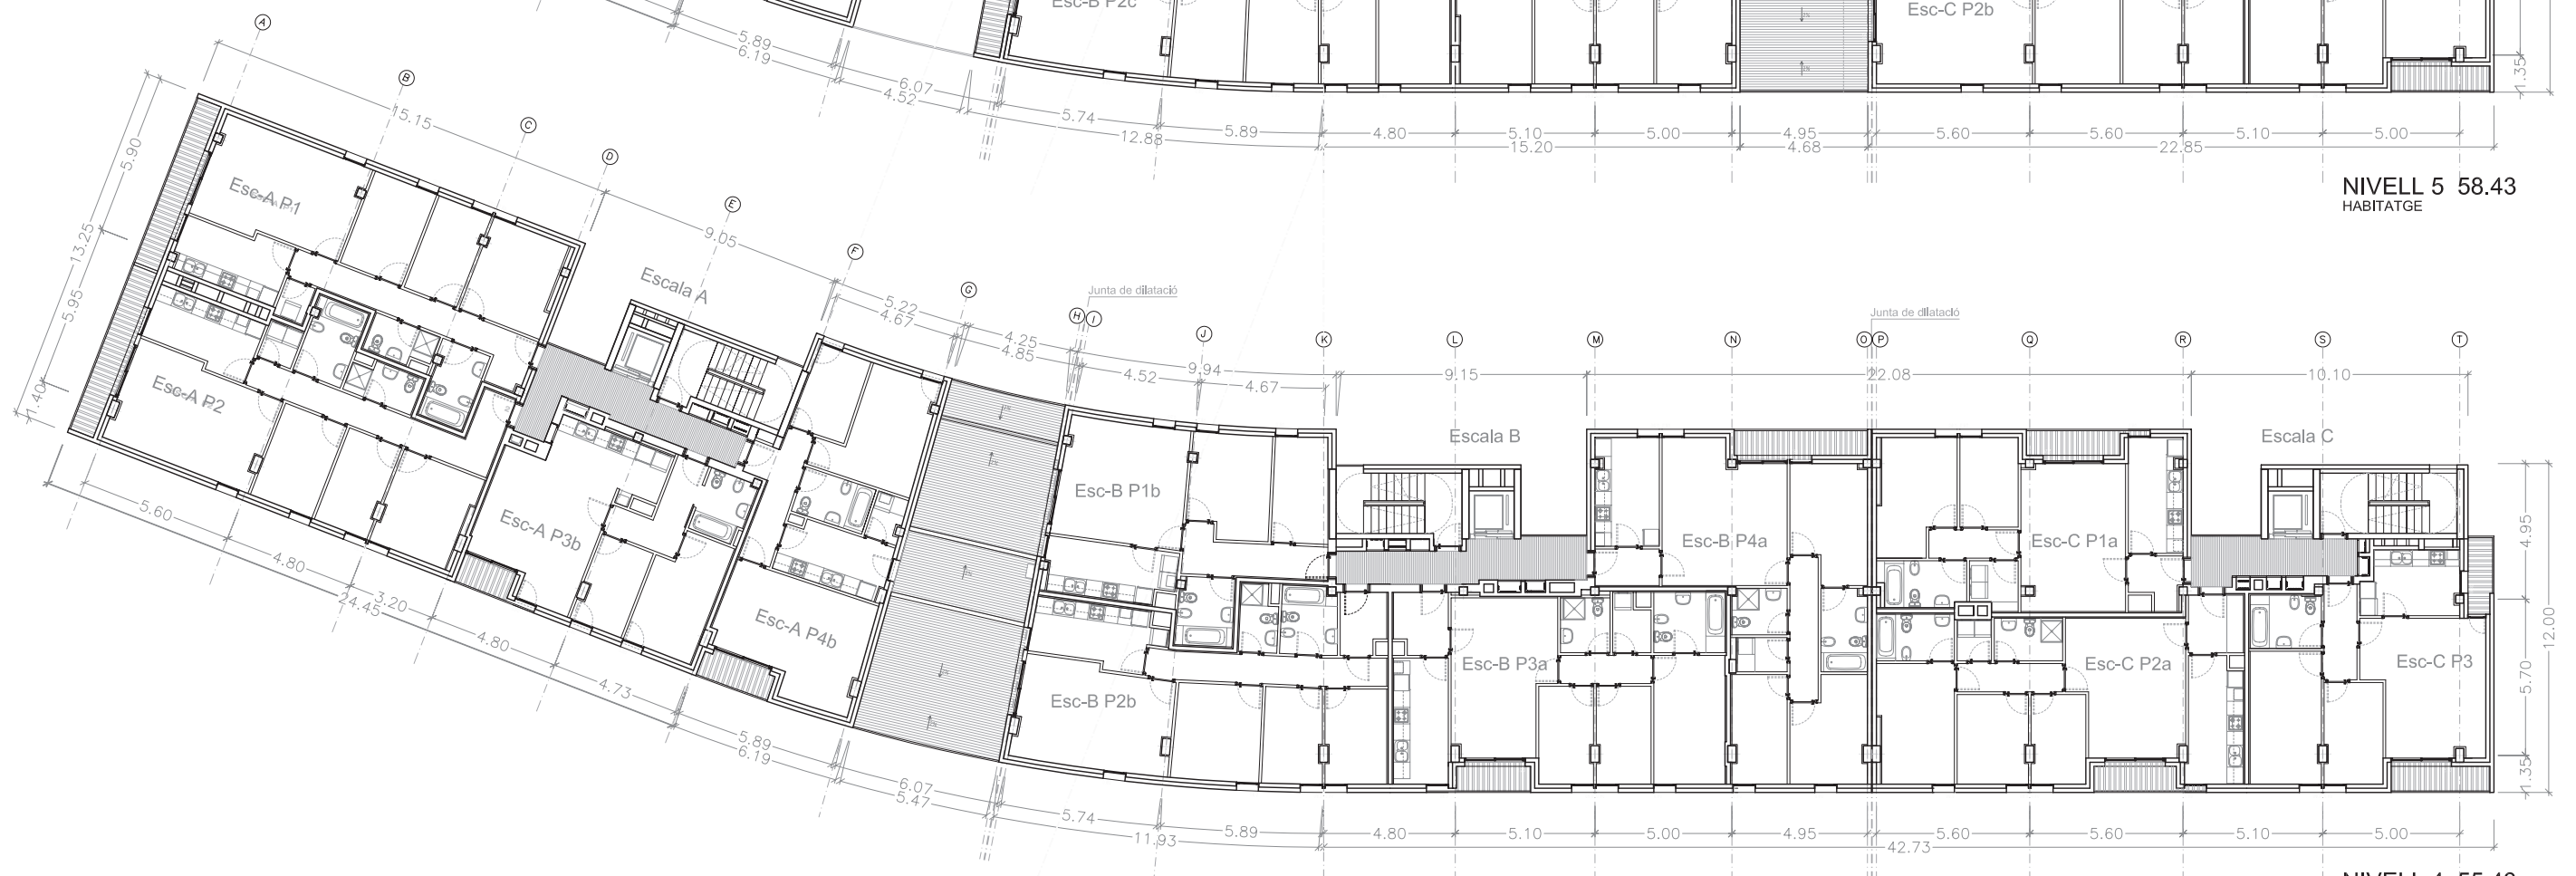 Esc-B P2c
Esc-C P2b
5.89
6.19
6.07
4.52
5.74
12.88
5.89
4.80
5.10
5.00
4.95
5.60
5.60
5.10
5.00
15.20
4.68
22.85
1.35
NIVELL 5 58.43
HABITATGE
A
B
C
D
E
F
G
H
I
J
K
L
M
N
O
P
Q
R
S
T
15.15
9.05
5.22
4.67
4.25
4.85
9.94
4.52
4.67
9.15
22.08
10.10
Junta de dilatació
Junta de dilatació
5.90
13.25
5.95
1.40
Escala A
Escala B
Escala C
Esc-A P1
Esc-A P2
Esc-A P3b
Esc-A P4b
Esc-B P1b
Esc-B P2b
Esc-B P3a
Esc-B P4a
Esc-C P1a
Esc-C P2a
Esc-C P3
4.95
12.00
5.70
1.35
5.60
4.80
3.20
24.45
4.80
4.73
5.89
6.19
6.07
5.47
5.74
11.93
5.89
4.80
5.10
5.00
4.95
5.60
5.60
5.10
5.00
42.73